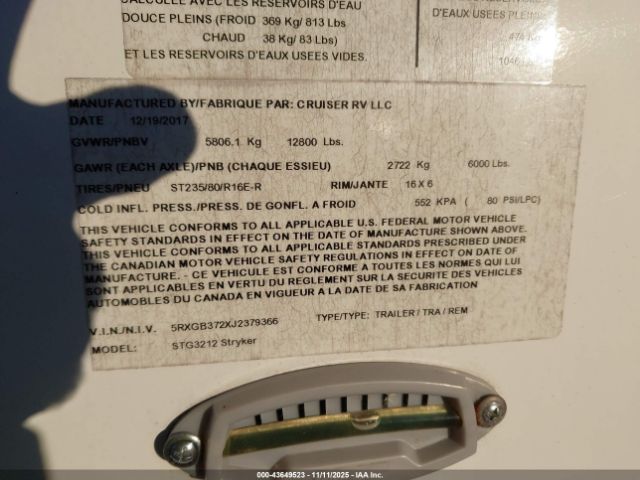 CALCULEE AVEC LES RESERVOIRS D'EAU
DOUCE PLEINS (FROID 369 Kg/ 813 Lbs
CHAUD 38 Kg/ 83 Lbs)
ET LES RESERVOIRS D'EAUX USEES VIDES.
D'EAUX USEES PLEINS
474 Kg
MANUFACTURED BY/FABRIQUE PAR: CRUISER RV LLC
DATE 12/19/2017
GVWR/PNBV 5806.1 Kg 12800 Lbs.
GAWR (EACH AXLE)/PNB (CHAQUE ESSIEU) 2722 Kg 6000 Lbs.
TIRES/PNEU ST235/80/R16E-R RIM/JANTE 16 X 6
COLD INFL. PRESS./PRESS. DE GONFL. A FROID 552 KPA ( 80 PSI/LPC)
THIS VEHICLE CONFORMS TO ALL APPLICABLE U.S. FEDERAL MOTOR VEHICLE
SAFETY STANDARDS IN EFFECT ON THE DATE OF MANUFACTURE SHOWN ABOVE.
THIS VEHICLE CONFORMS TO ALL APPLICABLE STANDARDS PRESCRIBED UNDER
THE CANADIAN MOTOR VEHICLE SAFETY REGULATIONS IN EFFECT ON DATE OF
MANUFACTURE. - CE VEHICULE EST CONFORME A TOUTES LES NORMES QUI LUI
SONT APPLICABLES EN VERTU DU REGLEMENT SUR LA SECURITE DES VEHICLES
AUTOMOBILES DU CANADA EN VIGUEUR A LA DATE DE SA FABRICATION
V.I.N./N.I.V. 5RXGB372XJ2379366 TYPE/TYPE: TRAILER / TRA / REM
MODEL: STG3212 Stryker
000-43649523 - 11/11/2025 - IAA Inc.